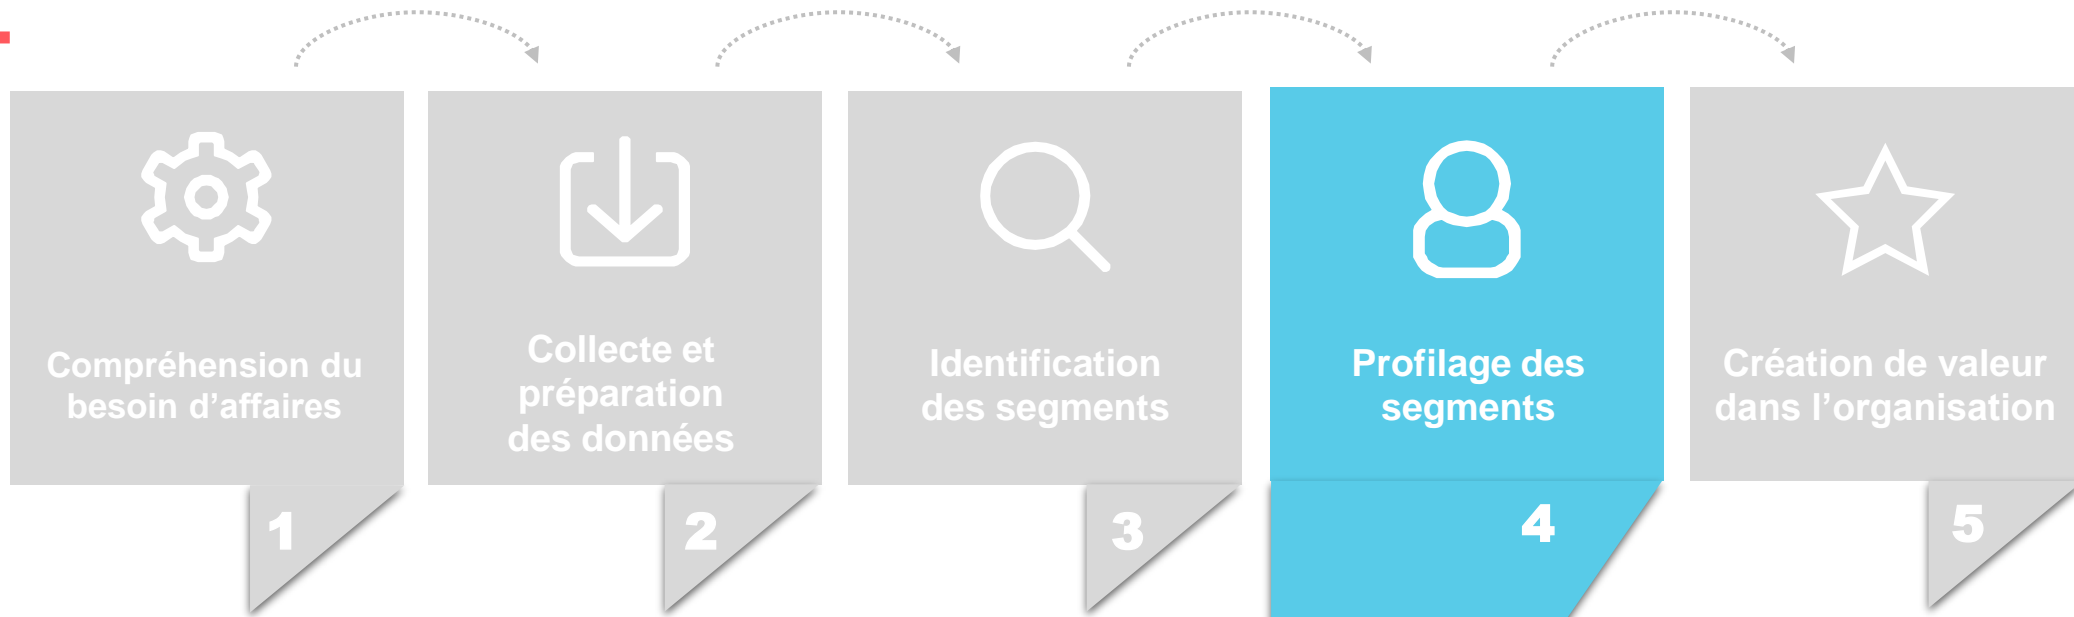 Compréhension du
besoin d’affaires
1
Collecte et
préparation
des données
2
Identification
des segments
3
Profilage des
segments
4
Création de valeur
dans l’organisation
5